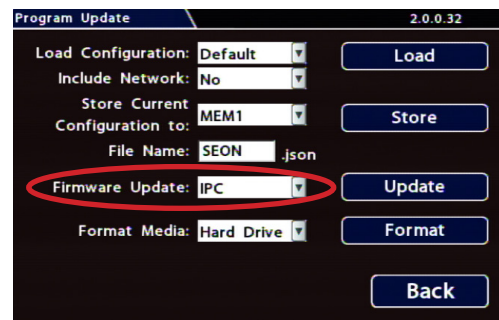 Program Update 2.0.0.32
Load Configuration: Default Load
Include Network: No
Store Current
Configuration to: MEM1 Store
File Name: SEON .json
Firmware Update: IPC Update
Format Media: Hard Drive Format
Back